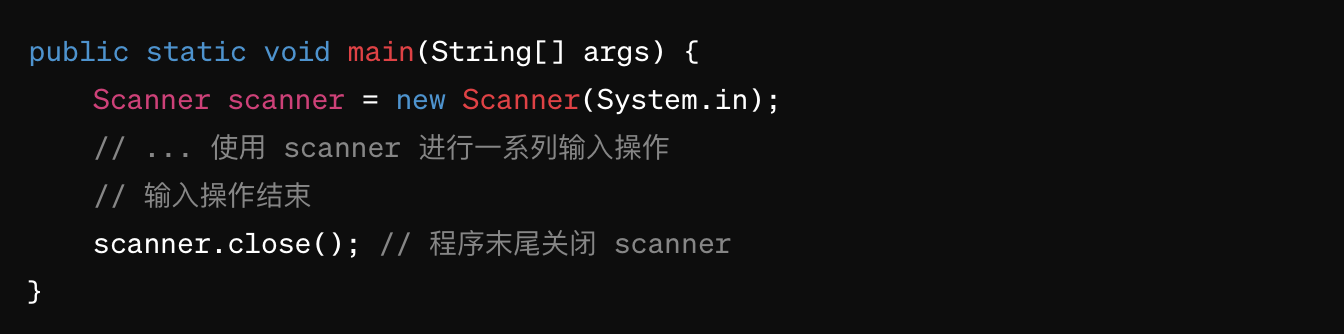 public static void main(String[] args) {
    Scanner scanner = new Scanner(System.in);
    // ... 使用 scanner 进行一系列输入操作
    // 输入操作结束
    scanner.close(); // 程序末尾关闭 scanner
}